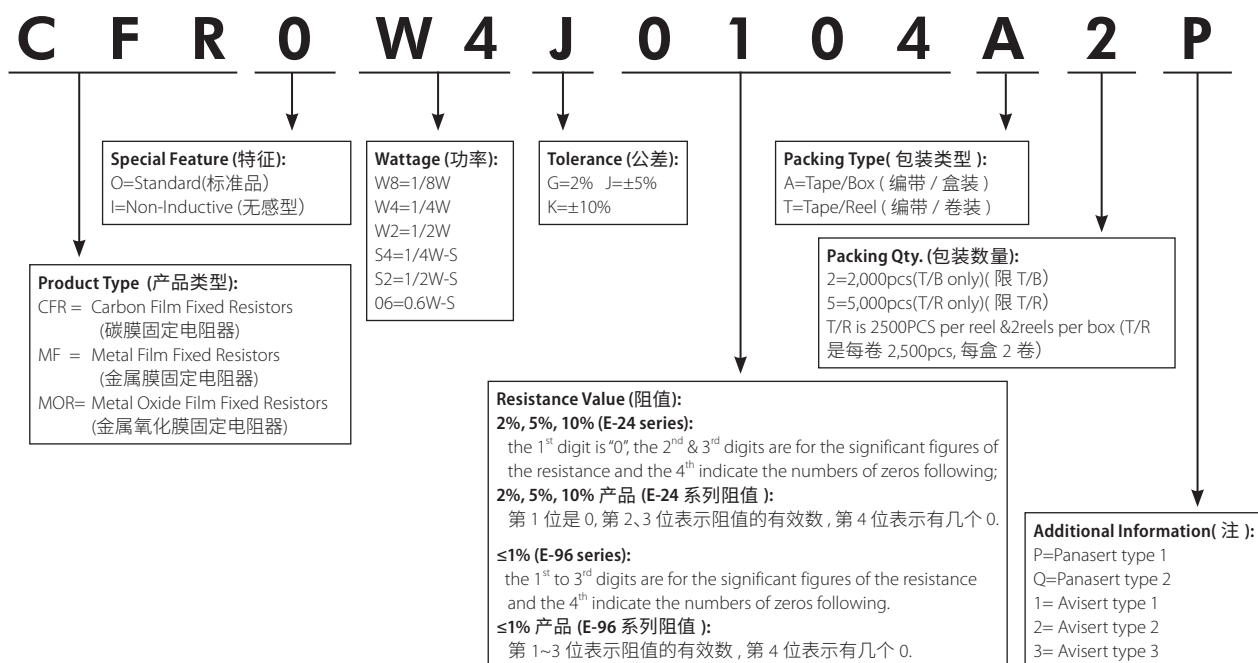 C F R 0 W 4 J 0 1 0 4 A 2 P
Special Feature (特征):
O=Standard(标准品)
I=Non-Inductive (无感型)
Wattage (功率):
W8=1/8W
W4=1/4W
W2=1/2W
S4=1/4W-S
S2=1/2W-S
06=0.6W-S
Tolerance (公差):
G=2% J=±5%
K=±10%
Packing Type( 包装类型 ):
A=Tape/Box ( 编带 / 盒装 )
T=Tape/Reel ( 编带 / 卷装 )
Packing Qty. (包装数量):
2=2,000pcs(T/B only)( 限 T/B)
5=5,000pcs(T/R only)( 限 T/R)
T/R is 2500PCS per reel &2reels per box (T/R
是每卷 2,500pcs, 每盒 2 卷)
Product Type (产品类型):
CFR = Carbon Film Fixed Resistors
(碳膜固定电阻器)
MF = Metal Film Fixed Resistors
(金属膜固定电阻器)
MOR= Metal Oxide Film Fixed Resistors
(金属氧化膜固定电阻器)
Resistance Value (阻值):
2%, 5%, 10% (E-24 series):
the 1st digit is “0”, the 2nd & 3rd digits are for the significant figures of
the resistance and the 4th indicate the numbers of zeros following;
2%, 5%, 10% 产品 (E-24 系列阻值 ):
第 1 位是 0, 第 2、3 位表示阻值的有效数 , 第 4 位表示有几个 0.
≤1% (E-96 series):
the 1st to 3rd digits are for the significant figures of the resistance
and the 4th indicate the numbers of zeros following.
≤1% 产品 (E-96 系列阻值 ):
第 1~3 位表示阻值的有效数 , 第 4 位表示有几个 0.
Additional Information( 注 ):
P=Panasert type 1
Q=Panasert type 2
1= Avisert type 1
2= Avisert type 2
3= Avisert type 3